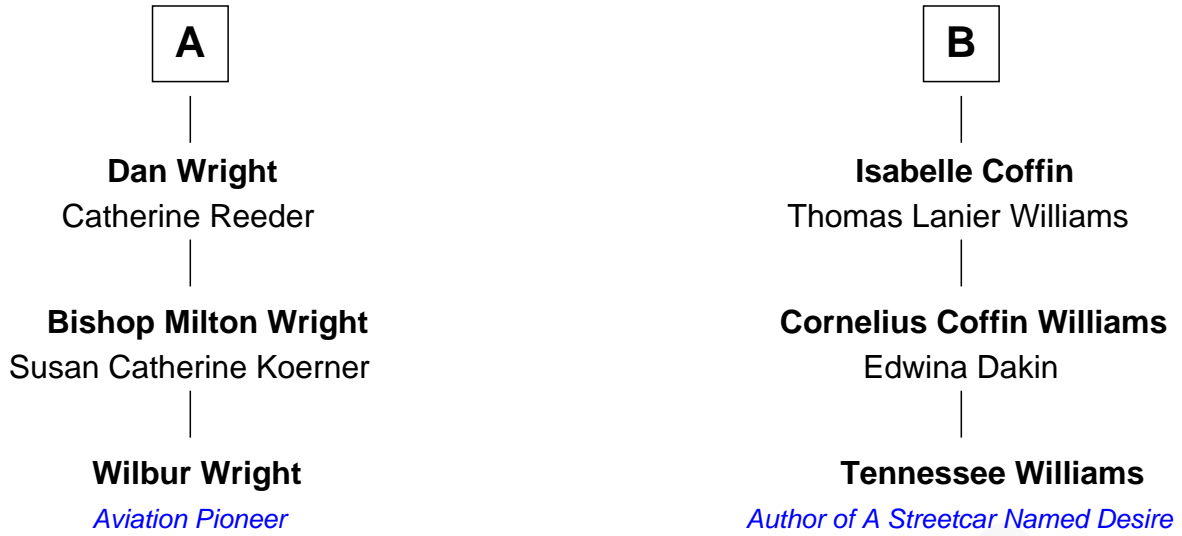 A
B
Dan Wright
Catherine Reeder
Isabelle Coffin
Thomas Lanier Williams
Bishop Milton Wright
Susan Catherine Koerner
Cornelius Coffin Williams
Edwina Dakin
Wilbur Wright
Aviation Pioneer
Tennessee Williams
Author of A Streetcar Named Desire